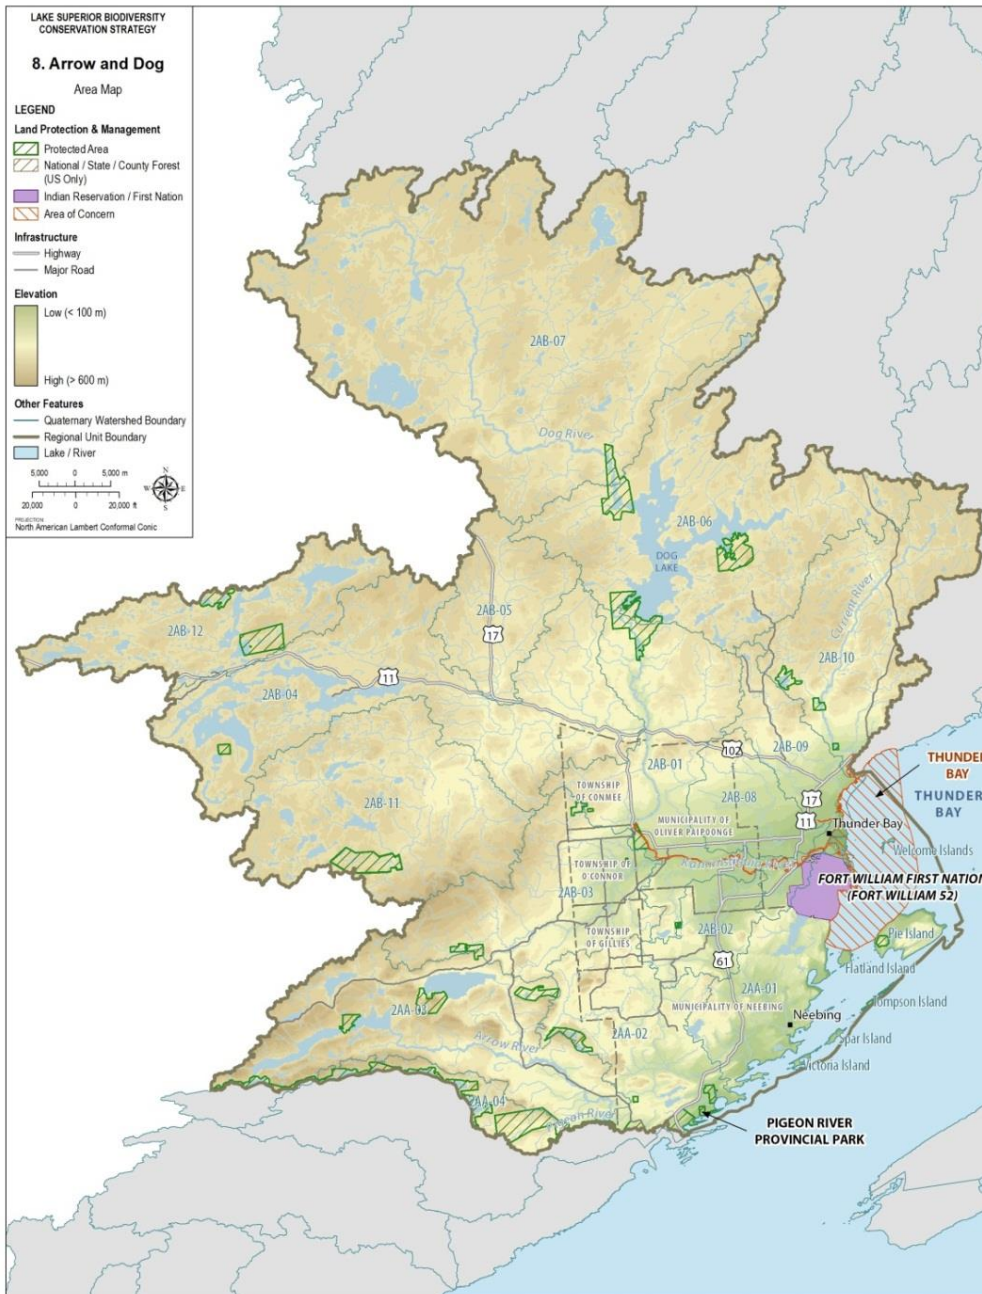 LAKE SUPERIOR BIODIVERSITY
CONSERVATION STRATEGY
8. Arrow and Dog
Area Map
LEGEND
Land Protection & Management
Protected Area
National / State / County Forest
(US Only)
Indian Reservation / First Nation
Area of Concern
Infrastructure
Highway
Major Road
Elevation
Low (< 100 m)
High (> 600 m)
Other Features
Quaternary Watershed Boundary
Regional Unit Boundary
Lake / River
5,000 0 5,000 m
20,000 0 20,000 ft
N
W E
S
PROJECTION
North American Lambert Conformal Conic
2AB-07
Dog River
2AB-06
DOG
LAKE
2AB-05
17
2AB-12
2AB-04
11
Current River
2AB-10
102
2AB-09
2AB-01
THUNDER
BAY
THUNDER
BAY
TOWNSHIP
OF CONMEE
2AB-11
2AB-08
17
11
MUNICIPALITY OF
OLIVER PAIPOONGE
Thunder Bay
Welcome Islands
TOWNSHIP OF
O'CONNOR
2AB-03
FORT WILLIAM FIRST NATION
(FORT WILLIAM 52)
2AB-02
TOWNSHIP
OF GILLIES
61
Pie Island
Flatland Island
2AA-01
MUNICIPALITY OF NEEBING
Tompson Island
Neebing
2AA-03
Arrow River
2AA-02
Spar Island
Victoria Island
2AA-04
Pigeon River
PIGEON RIVER
PROVINCIAL PARK